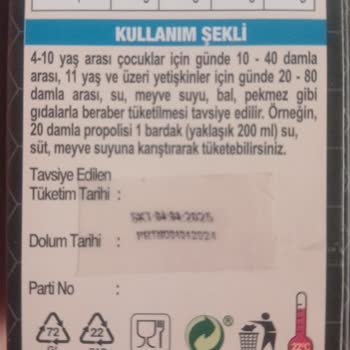 KULLANIM ŞEKLİ
4-10 yaş arası çocuklar için günde 10 - 40 damla
arası, 11 yaş ve üzeri yetişkinler için günde 20 - 80
damla arası, su, meyve suyu, bal, pekmez gibi
gıdalarla beraber tüketilmesi tavsiye edilir. Örneğin,
20 damla propolisi 1 bardak (yaklaşık 200 ml) su,
süt, meyve suyuna karıştırarak tüketebilirsiniz.
Tavsiye Edilen
Tüketim Tarihi :
Dolum Tarihi :
Parti No :
72
22
®
22°C